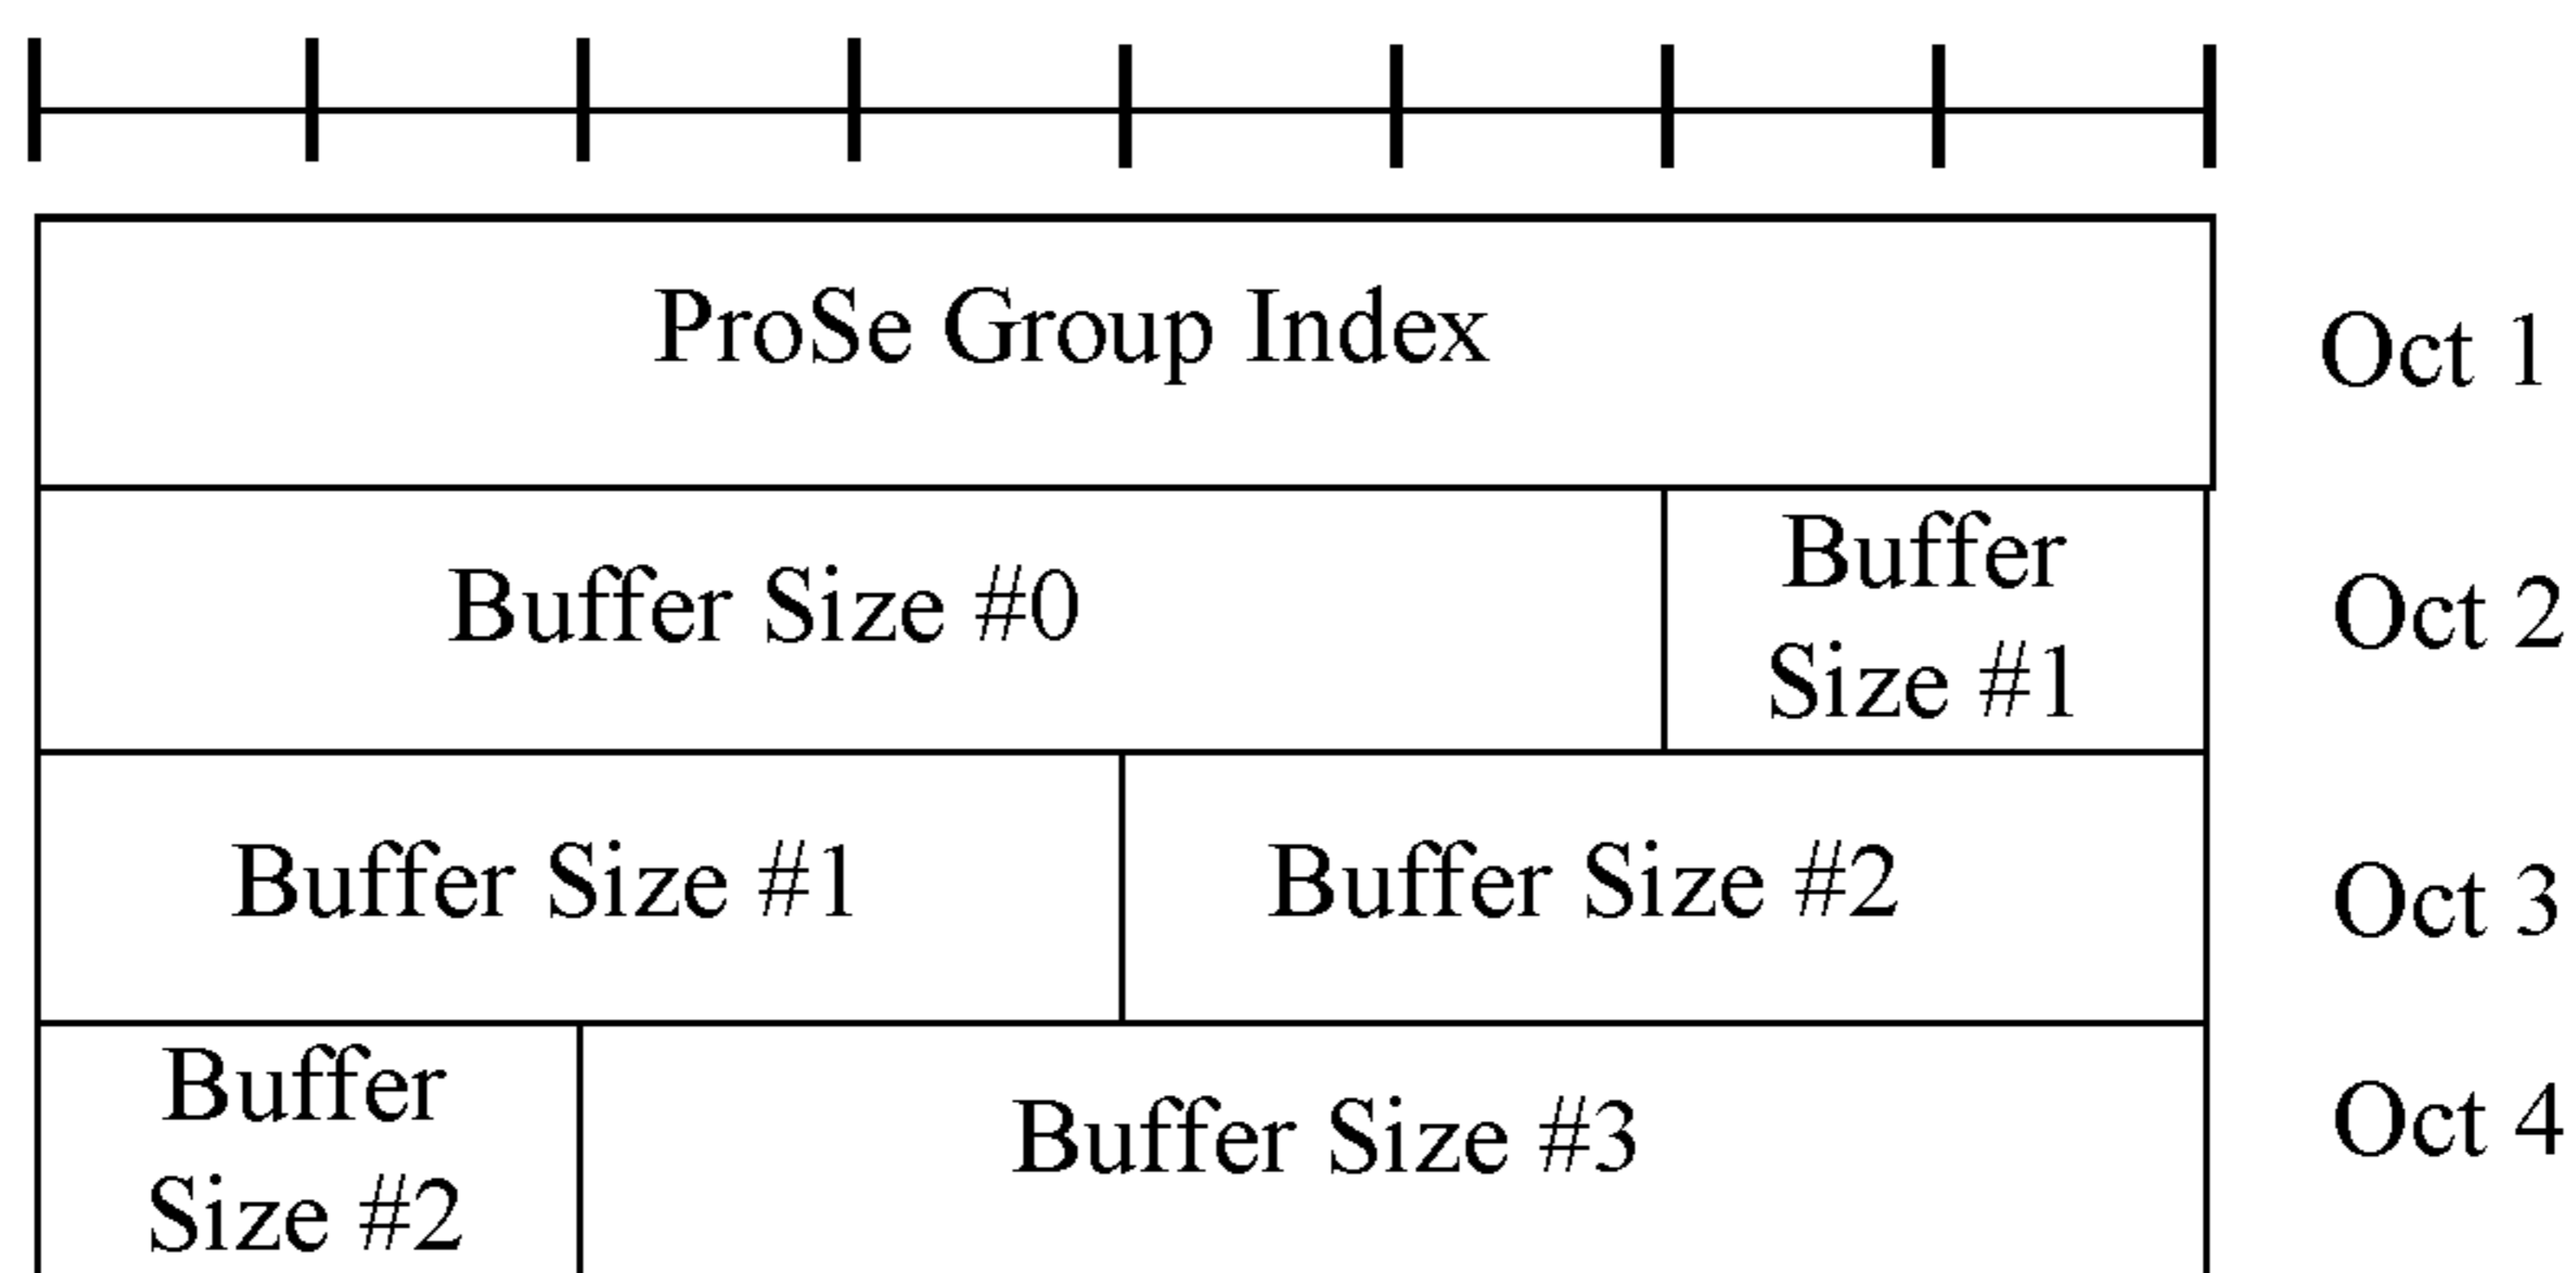 ProSe Group Index
Oct 1
Buffer Size #0
Buffer
Size #1
Oct 2
Buffer Size #1
Buffer Size #2
Oct 3
Buffer
Size #2
Buffer Size #3
Oct 4